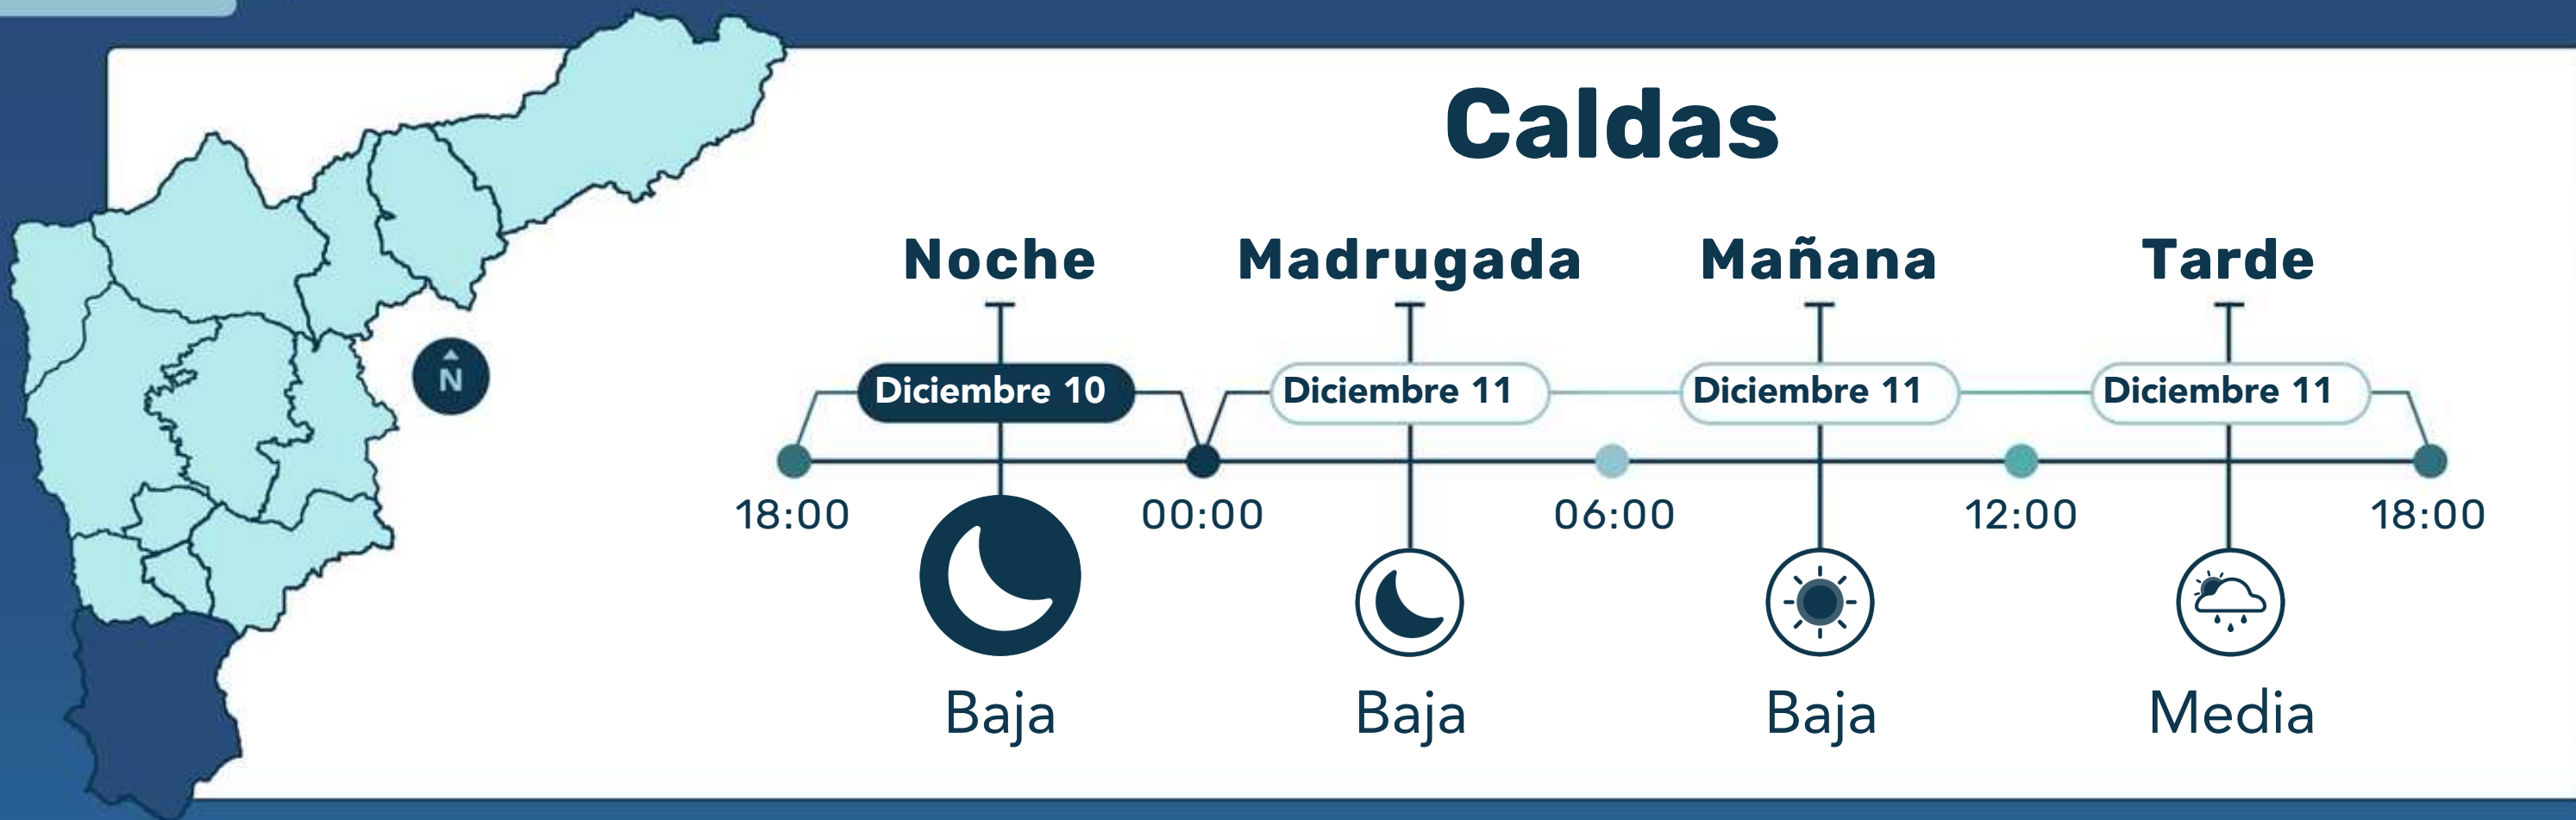 Caldas
Noche Madrugada Mañana Tarde
N
Diciembre 10 Diciembre 11 Diciembre 11 Diciembre 11
18:00 00:00 06:00 12:00 18:00
Baja Baja Baja Media